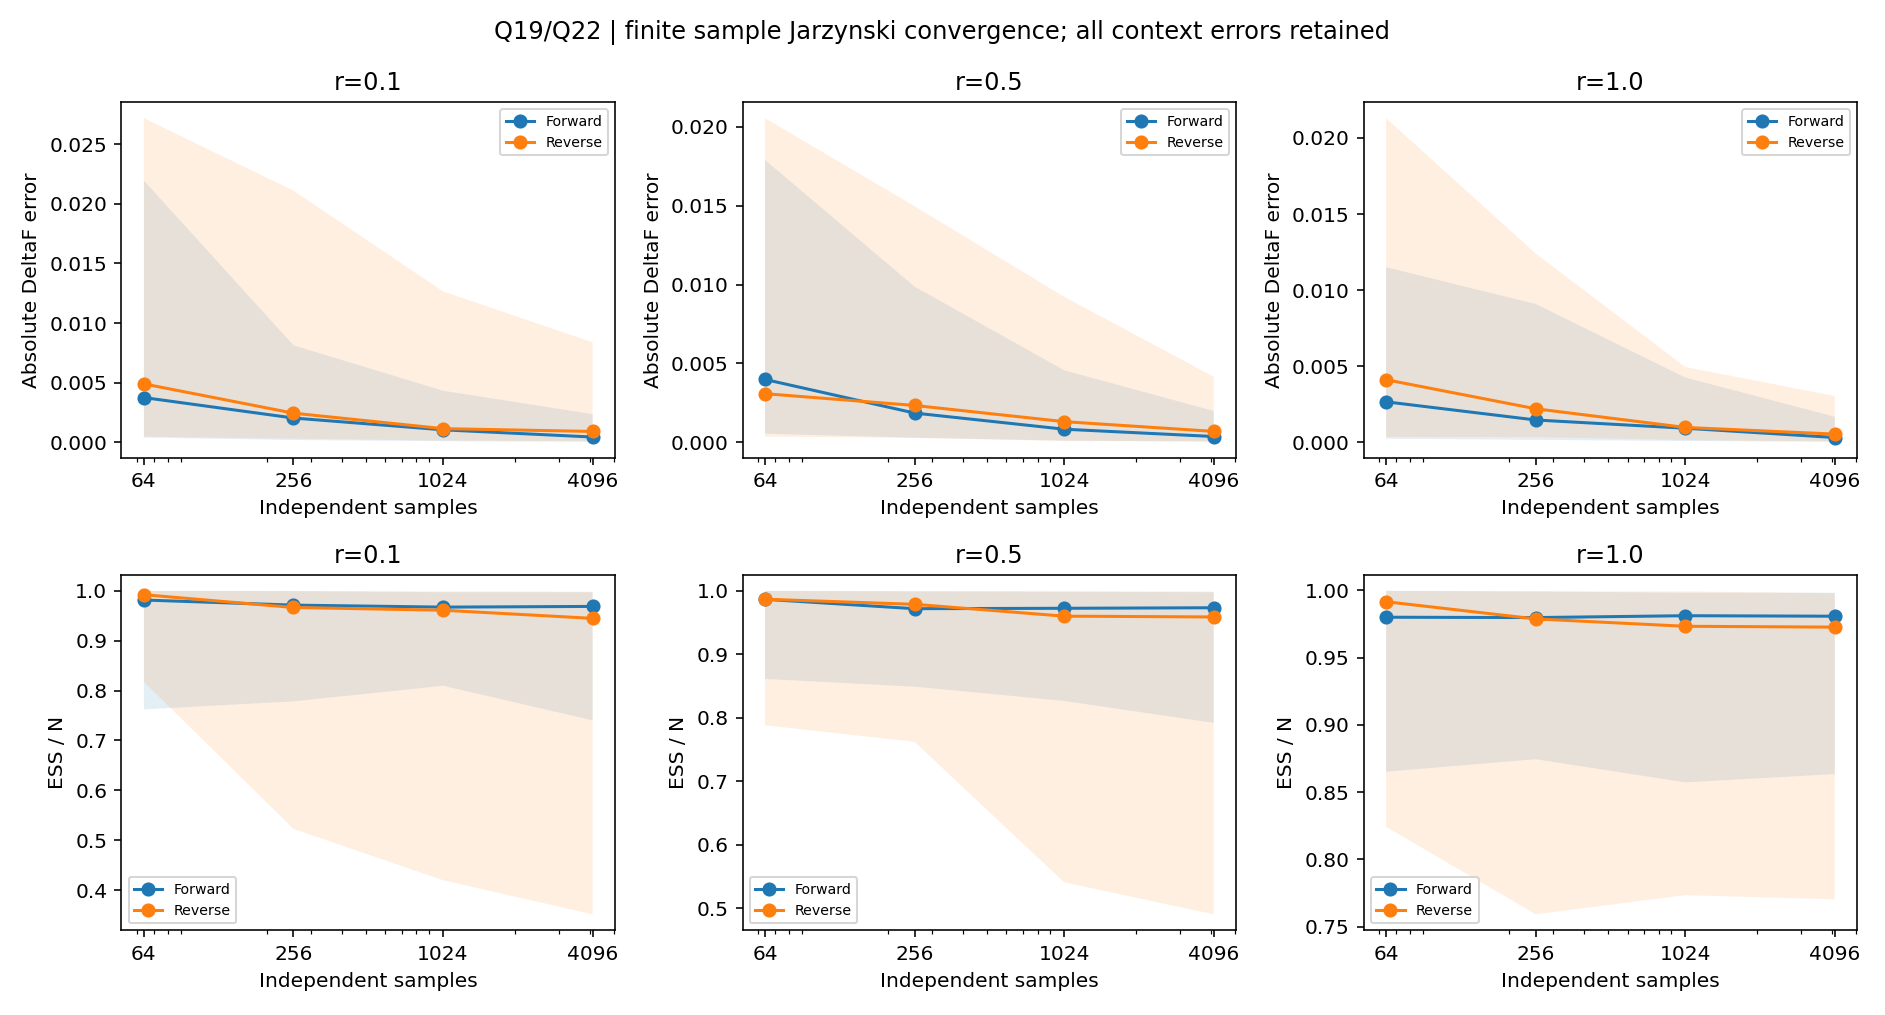 Q19/Q22 | finite sample Jarzynski convergence; all context errors retained
r=0.1
Absolute DeltaF error
0.025
0.020
0.015
0.010
0.005
0.000
Forward
Reverse
64
256
1024
4096
Independent samples
r=0.5
Absolute DeltaF error
0.020
0.015
0.010
0.005
0.000
Forward
Reverse
64
256
1024
4096
Independent samples
r=1.0
Absolute DeltaF error
0.020
0.015
0.010
0.005
0.000
Forward
Reverse
64
256
1024
4096
Independent samples
r=0.1
ESS / N
1.0
0.9
0.8
0.7
0.6
0.5
0.4
Forward
Reverse
64
256
1024
4096
Independent samples
r=0.5
ESS / N
1.0
0.9
0.8
0.7
0.6
0.5
Forward
Reverse
64
256
1024
4096
Independent samples
r=1.0
ESS / N
1.00
0.95
0.90
0.85
0.80
0.75
Forward
Reverse
64
256
1024
4096
Independent samples